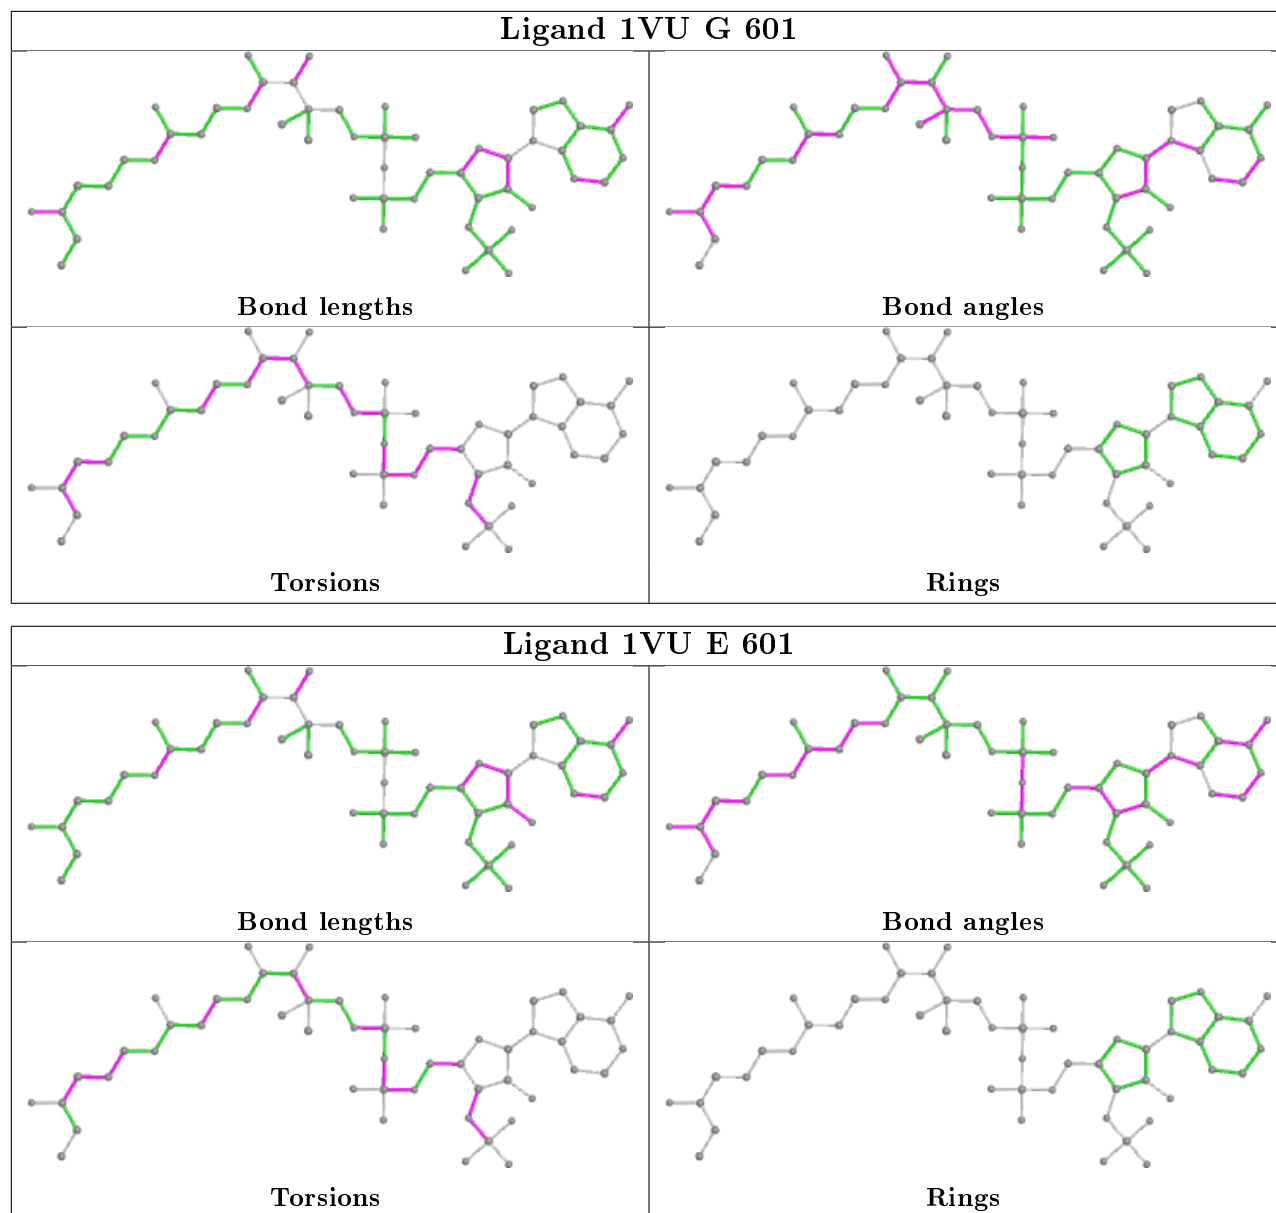 Ligand 1VU G 601
Bond lengths
Bond angles
Torsions
Rings
Ligand 1VU E 601
Bond lengths
Bond angles
Torsions
Rings